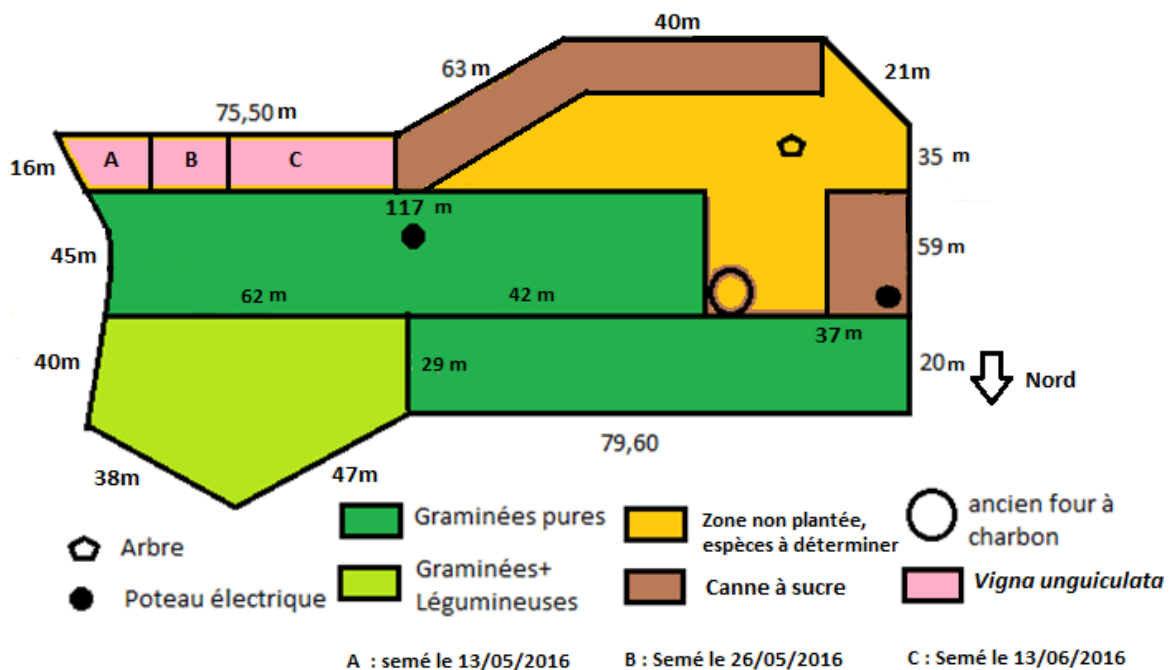 40m
63 m
21m
75,50 m
A
B
C
16m
35 m
117 m
45m
59 m
62 m
42 m
37 m
40m
29 m
20m
Nord
79,60
38m
47m
Graminées pures
Zone non plantée,
espèces à déterminer
ancien four à
charbon
Arbre
Graminées+
Légumineuses
Canne à sucre
Vigna unguiculata
Poteau électrique
A : semé le 13/05/2016
B : Semé le 26/05/2016
C : Semé le 13/06/2016